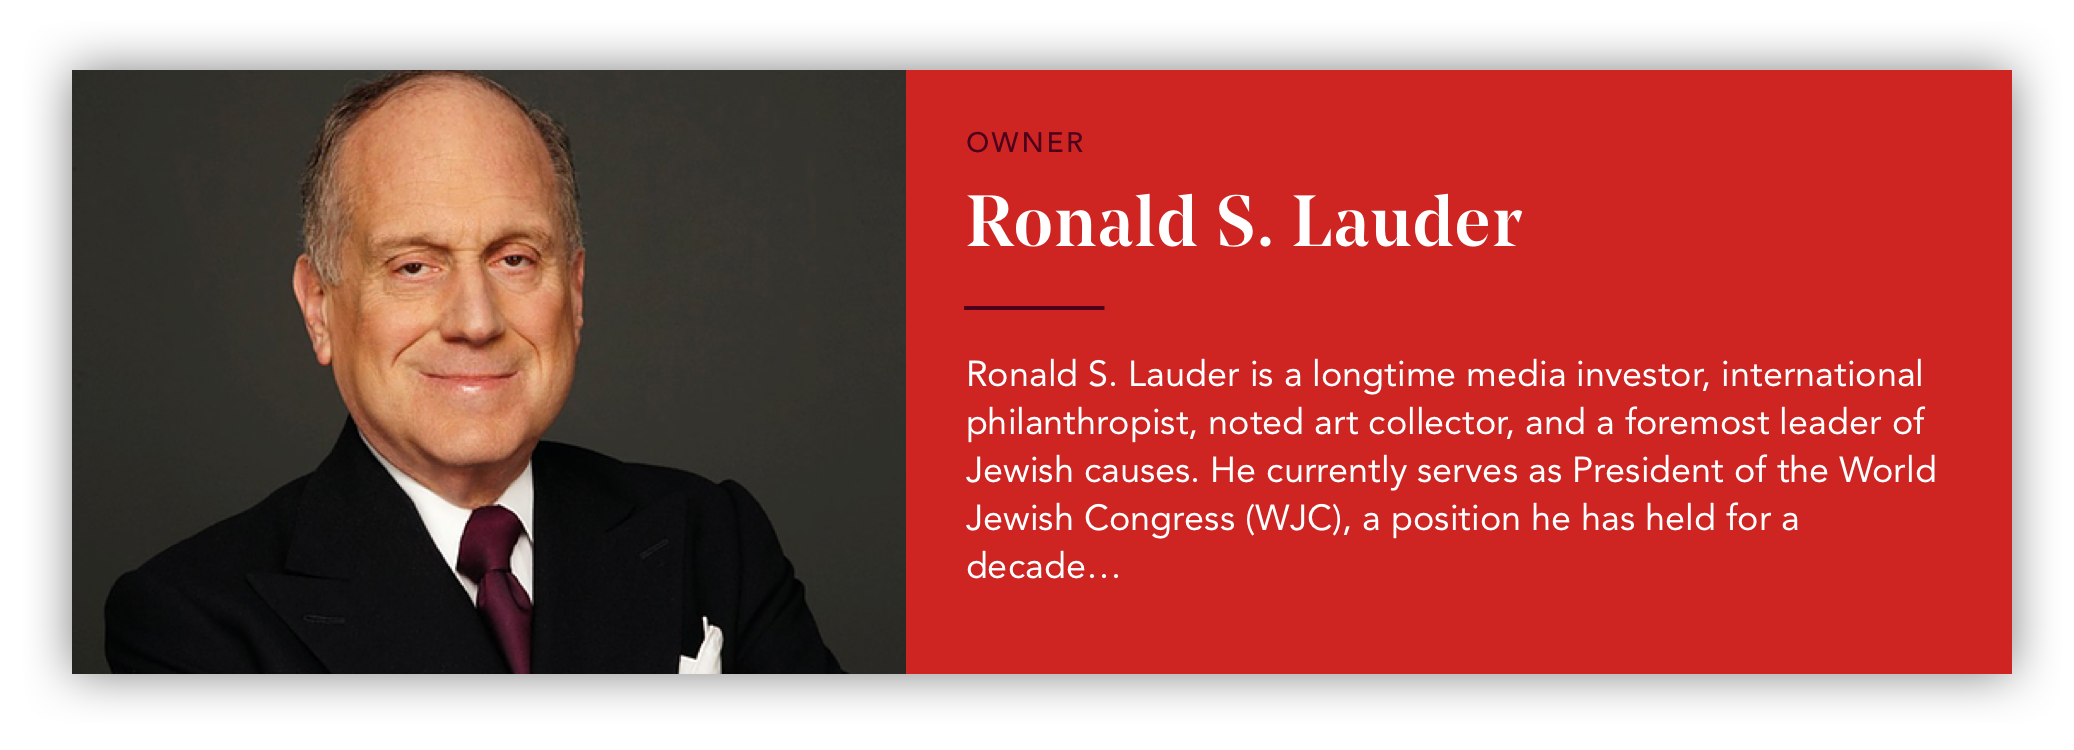 OWNER
Ronald S. Lauder
Ronald S. Lauder is a longtime media investor, international
philanthropist, noted art collector, and a foremost leader of
Jewish causes. He currently serves as President of the World
Jewish Congress (WJC), a position he has held for a
decade…